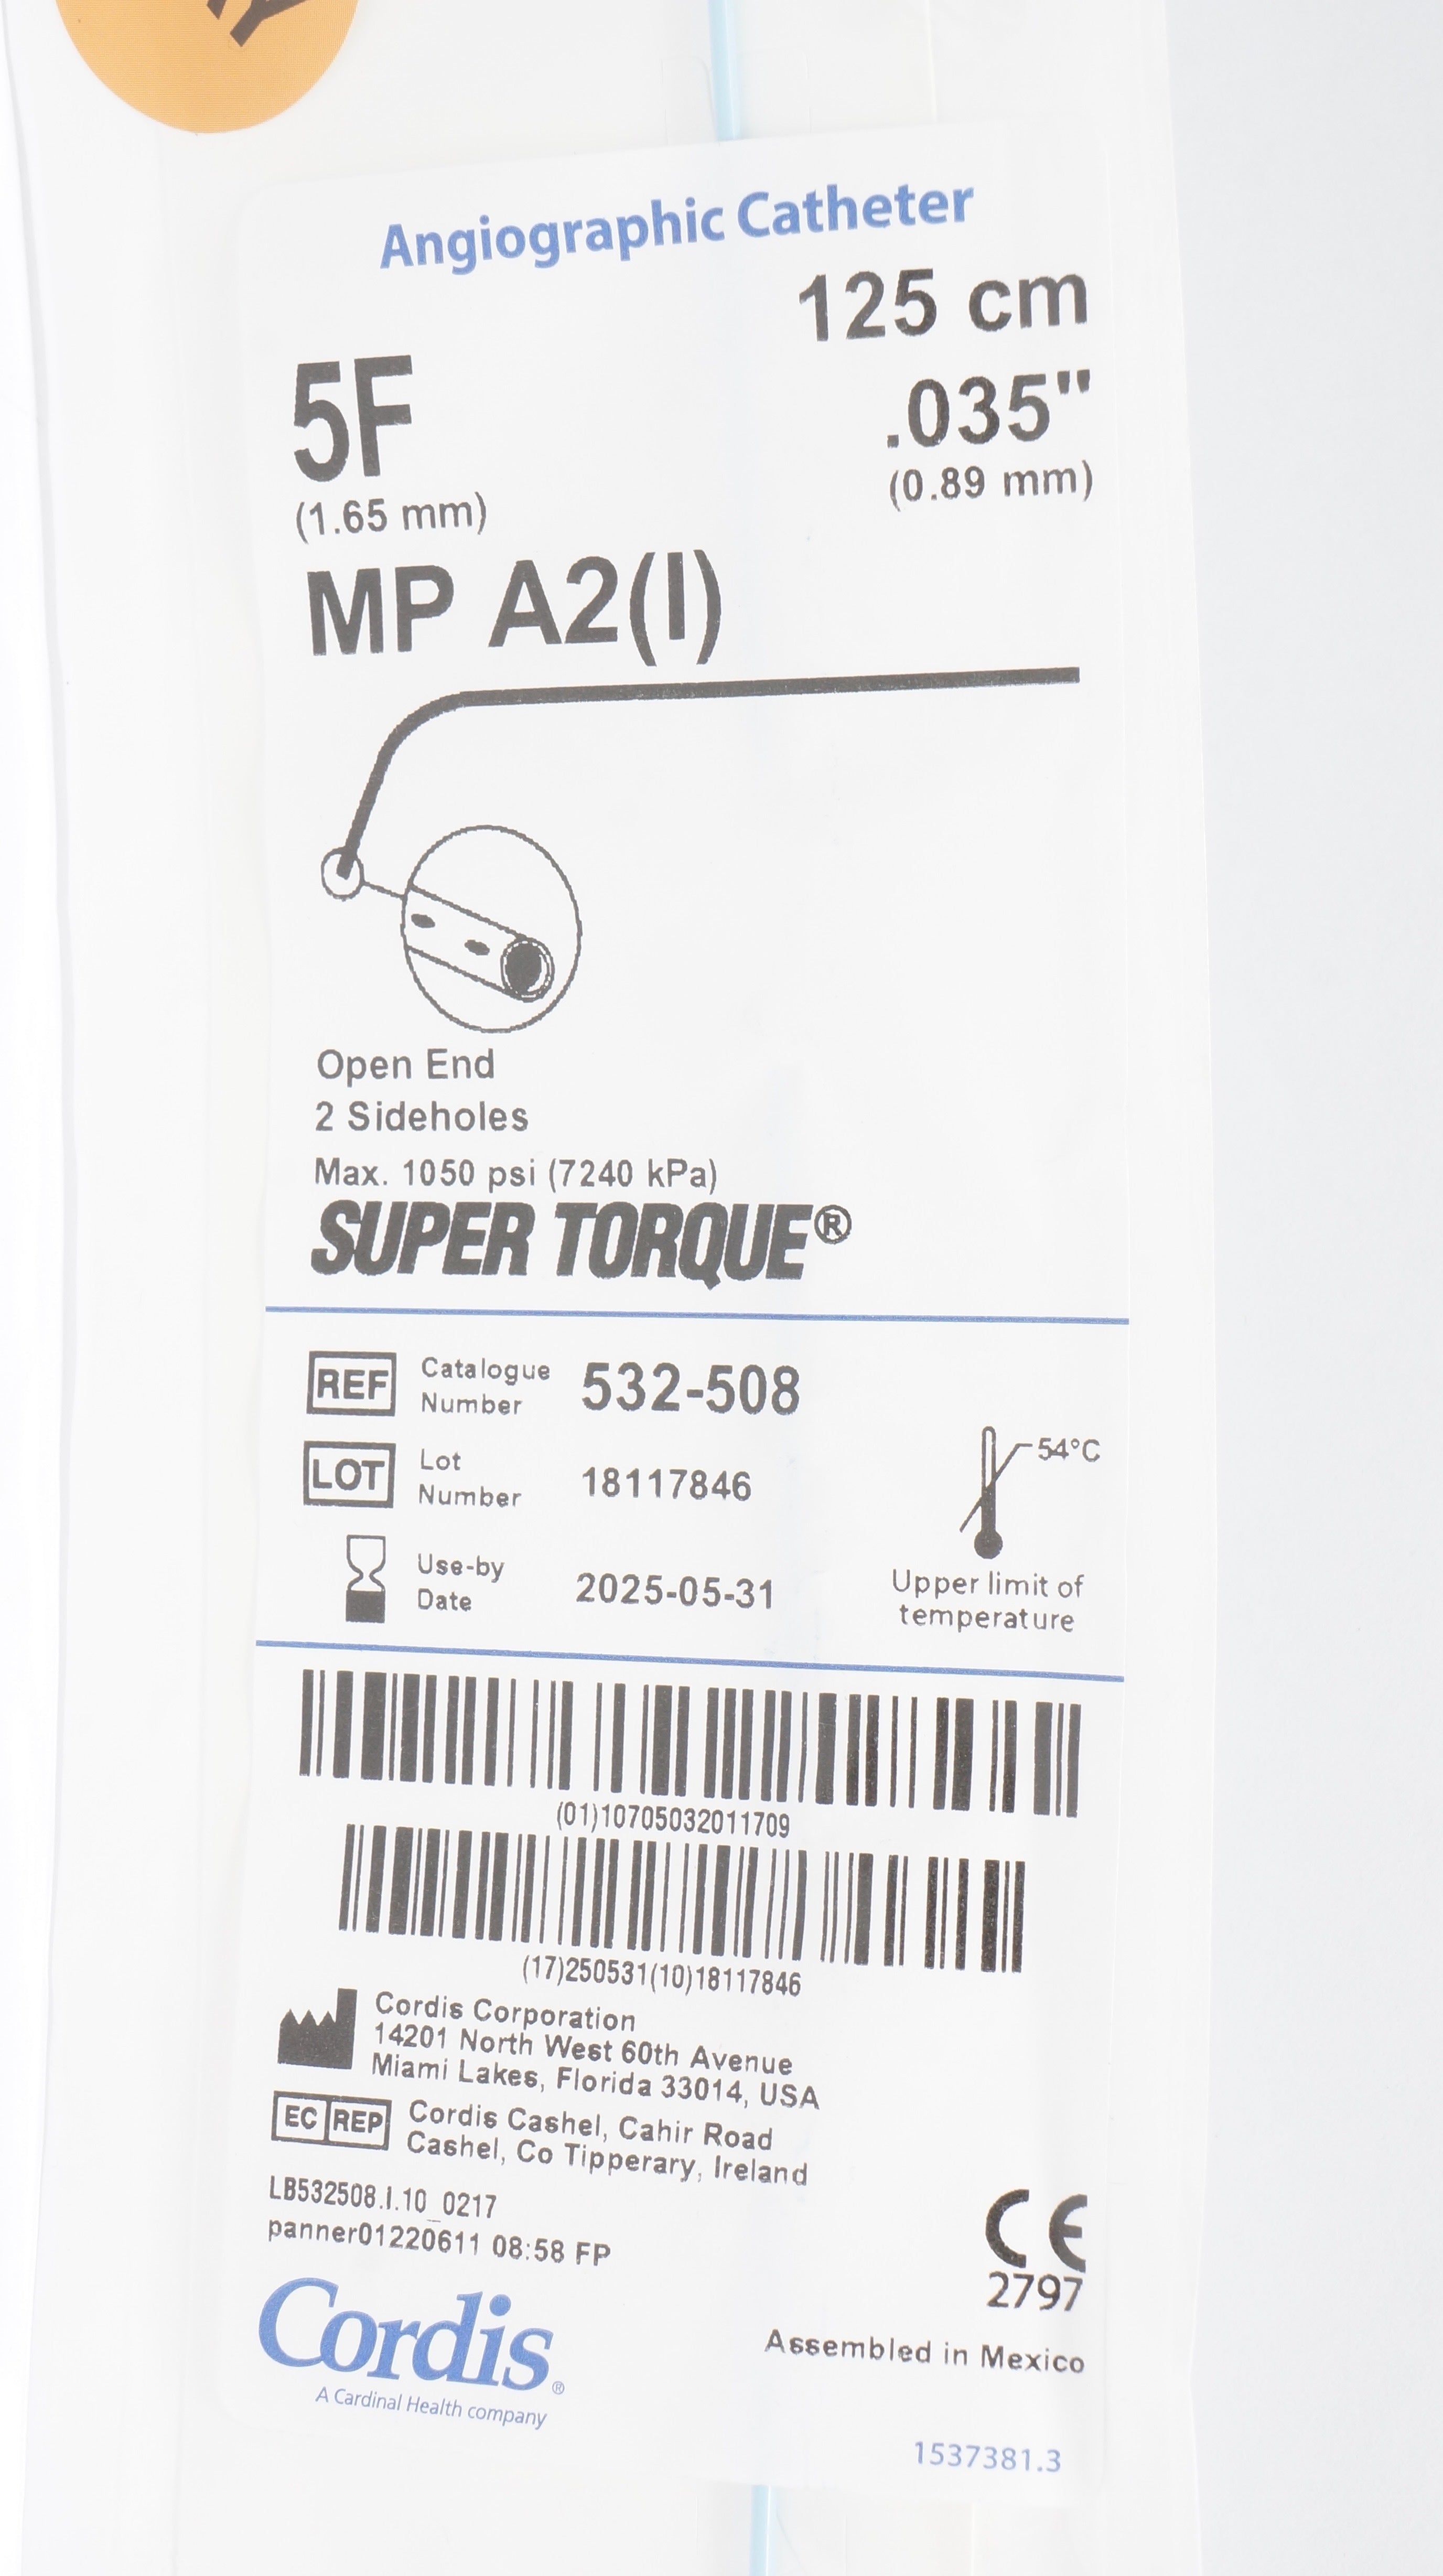 Angiographic Catheter
125 cm
5F
.035"
(1.65 mm)
(0.89 mm)
MP A2(I)
Open End
2 Sideholes
Max. 1050 psi (7240 kPa)
SUPER TORQUE®
REF Catalogue Number 532-508
LOT Lot Number 18117846
54°C
Use-by Date 2025-05-31
Upper limit of
temperature
(01)10705032011709
(17)250531(10)18117846
Cordis Corporation
14201 North West 60th Avenue
Miami Lakes, Florida 33014, USA
EC REP Cordis Cashel, Cahir Road
Cashel, Co Tipperary, Ireland
LB532508.I.10_0217
panner01220611 08:58 FP
CE
2797
Cordis®
A Cardinal Health company
Assembled in Mexico
1537381.3